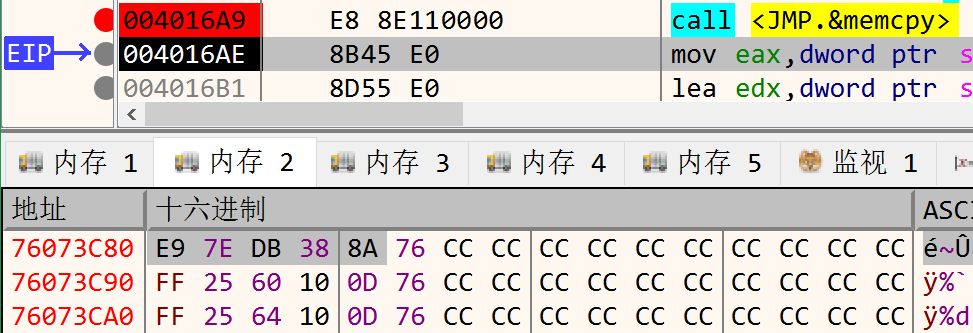 004016A9 E8 8E110000 call <JMP.&memcpy>
EIP 004016AE 8B45 E0 mov eax,dword ptr s
004016B1 8D55 E0 lea edx,dword ptr s
内存 1 内存 2 内存 3 内存 4 内存 5 监视 1 [x=
地址 十六进制 ASCI
76073C80 E9 7E DB 38 8A 76 CC CC CC CC CC CC CC CC CC CC é~Û
76073C90 FF 25 60 10 0D 76 CC CC CC CC CC CC CC CC CC CC ÿ%`
76073CA0 FF 25 64 10 0D 76 CC CC CC CC CC CC CC CC CC CC ÿ%d